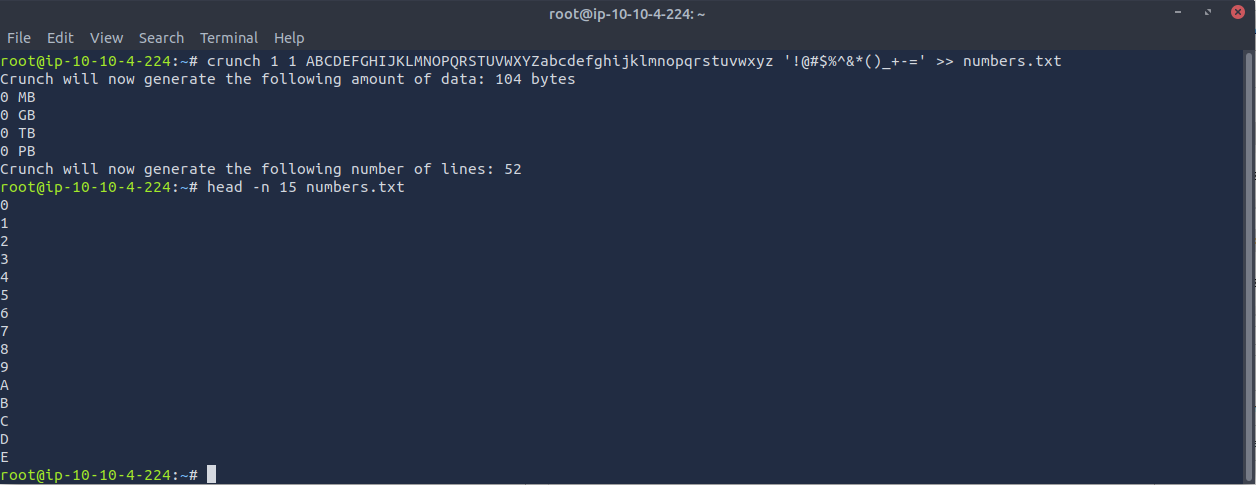 root@ip-10-10-4-224: ~
File Edit View Search Terminal Help
root@ip-10-10-4-224:~# crunch 1 1 ABCDEFGHIJKLMNOPQRSTUVWXYZabcdefghijklmnopqrstuvwxyz '!@#$%^&*()_+-=' >> numbers.txt
Crunch will now generate the following amount of data: 104 bytes
0 MB
0 GB
0 TB
0 PB
Crunch will now generate the following number of lines: 52
root@ip-10-10-4-224:~# head -n 15 numbers.txt
0
1
2
3
4
5
6
7
8
9
A
B
C
D
E
root@ip-10-10-4-224:~#